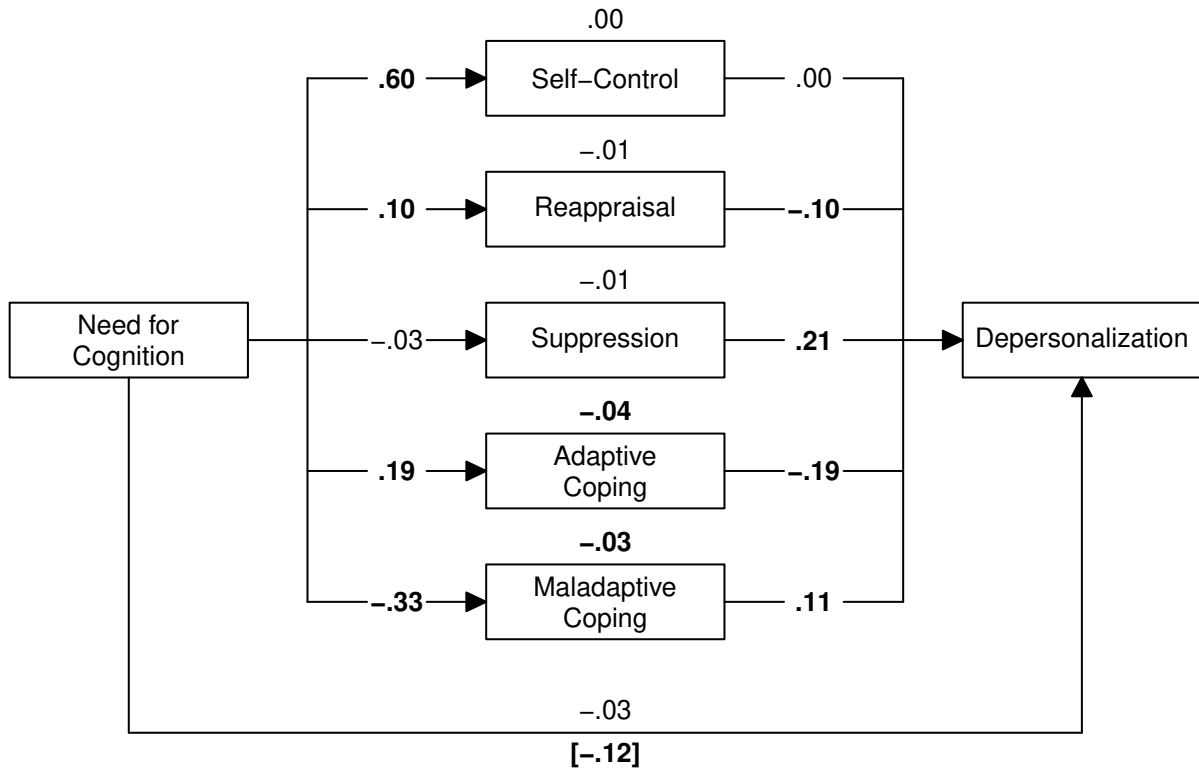 .00
.60
Self−Control
.00
−.01
.10
Reappraisal
−.10
−.01
Need for
Cognition
−.03
Suppression
.21
Depersonalization
−.04
.19
Adaptive
Coping
−.19
−.03
−.33
Maladaptive
Coping
.11
−.03
[−.12]